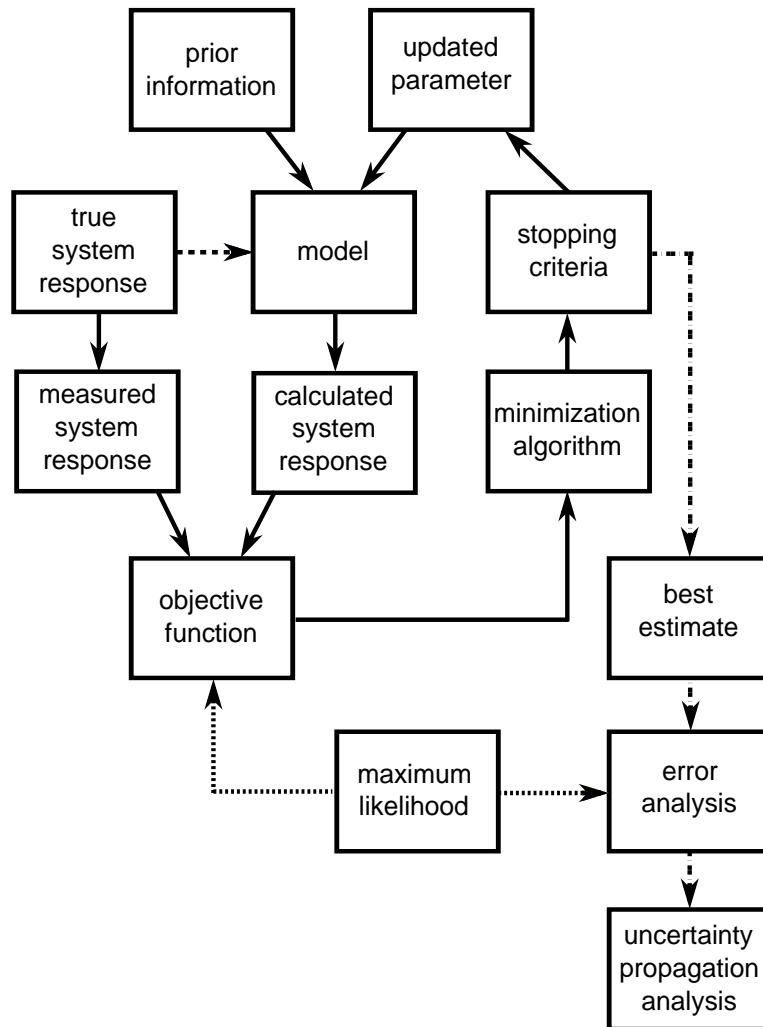 prior
information
updated
parameter
true
system
response
model
stopping
criteria
measured
system
response
calculated
system
response
minimization
algorithm
objective
function
best
estimate
maximum
likelihood
error
analysis
uncertainty
propagation
analysis